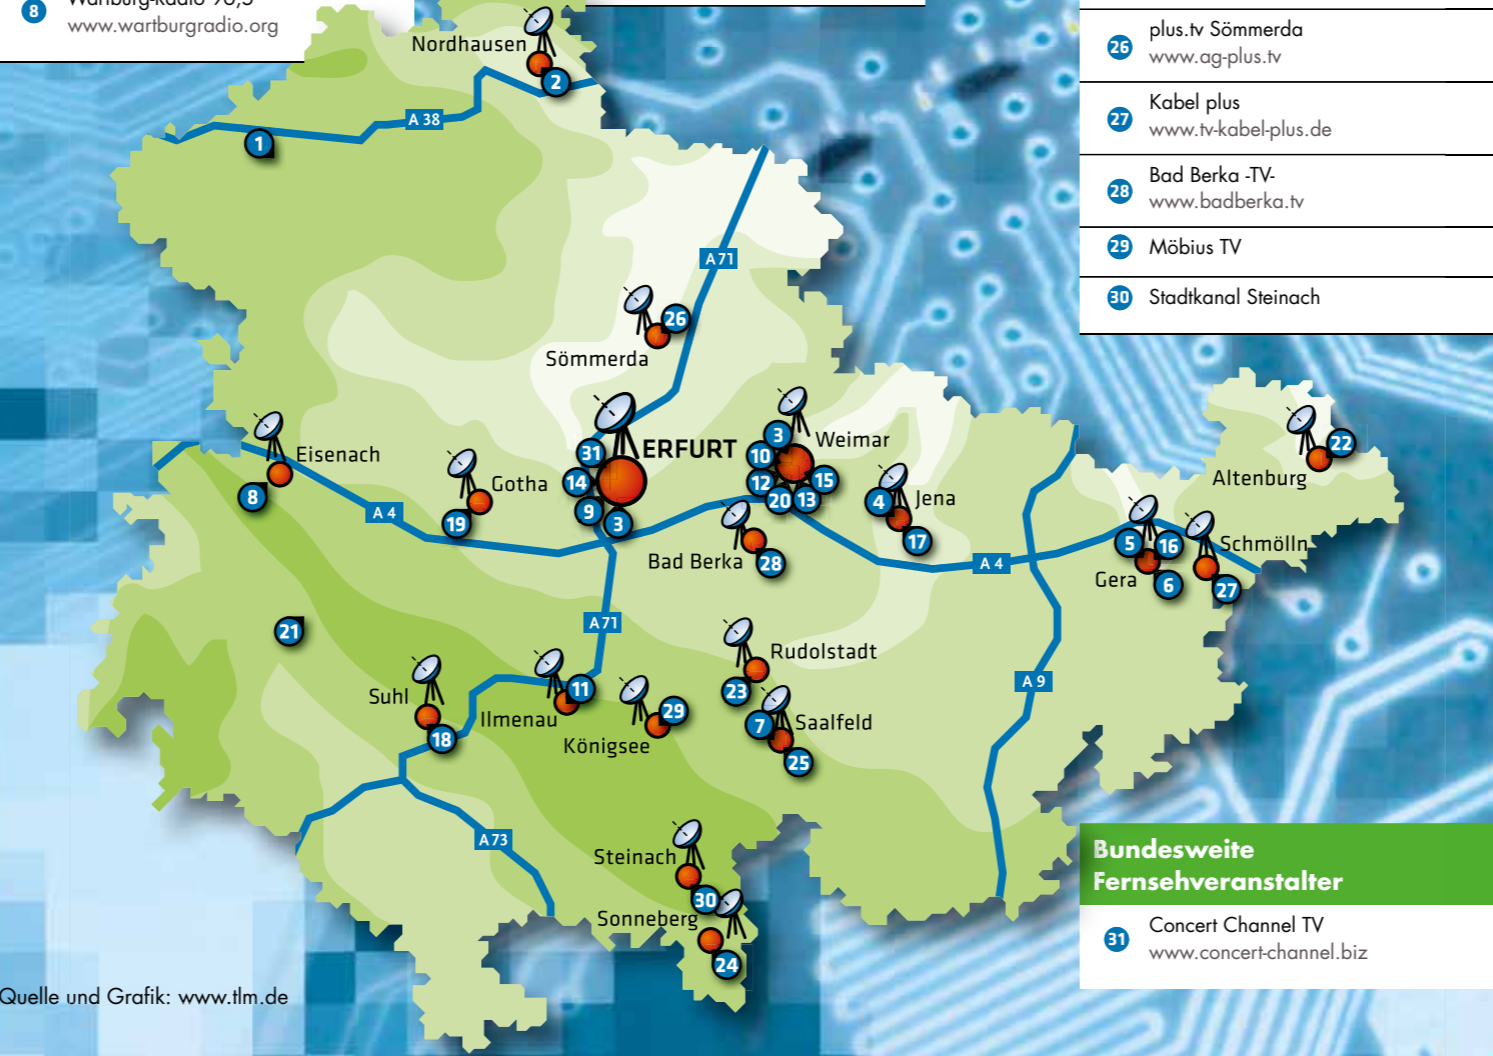 8
Wartburg-Radio 96,5
www.wartburgradio.org
26
plus.tv Sömmerda
www.ag-plus.tv
27
Kabel plus
www.tv-kabel-plus.de
28
Bad Berka -TV-
www.badberka.tv
29
Möbius TV
30
Stadtkanal Steinach
Nordhausen
2
A 38
1
A 71
26
Sömmerda
Eisenach
8
A 4
Gotha
19
31
ERFURT
14
9
3
3
Weimar
10
12
15
20
13
4
Jena
17
Bad Berka
28
A 4
22
Altenburg
5
16
Gera
6
Schmölln
27
21
A 71
Suhl
18
11
Ilmenau
29
Königsee
Rudolstadt
23
7
Saalfeld
25
A 9
A 73
Steinach
30
Sonneberg
24
Bundesweite
Fernsehveranstalter
31
Concert Channel TV
www.concert-channel.biz
Quelle und Grafik: www.tlm.de